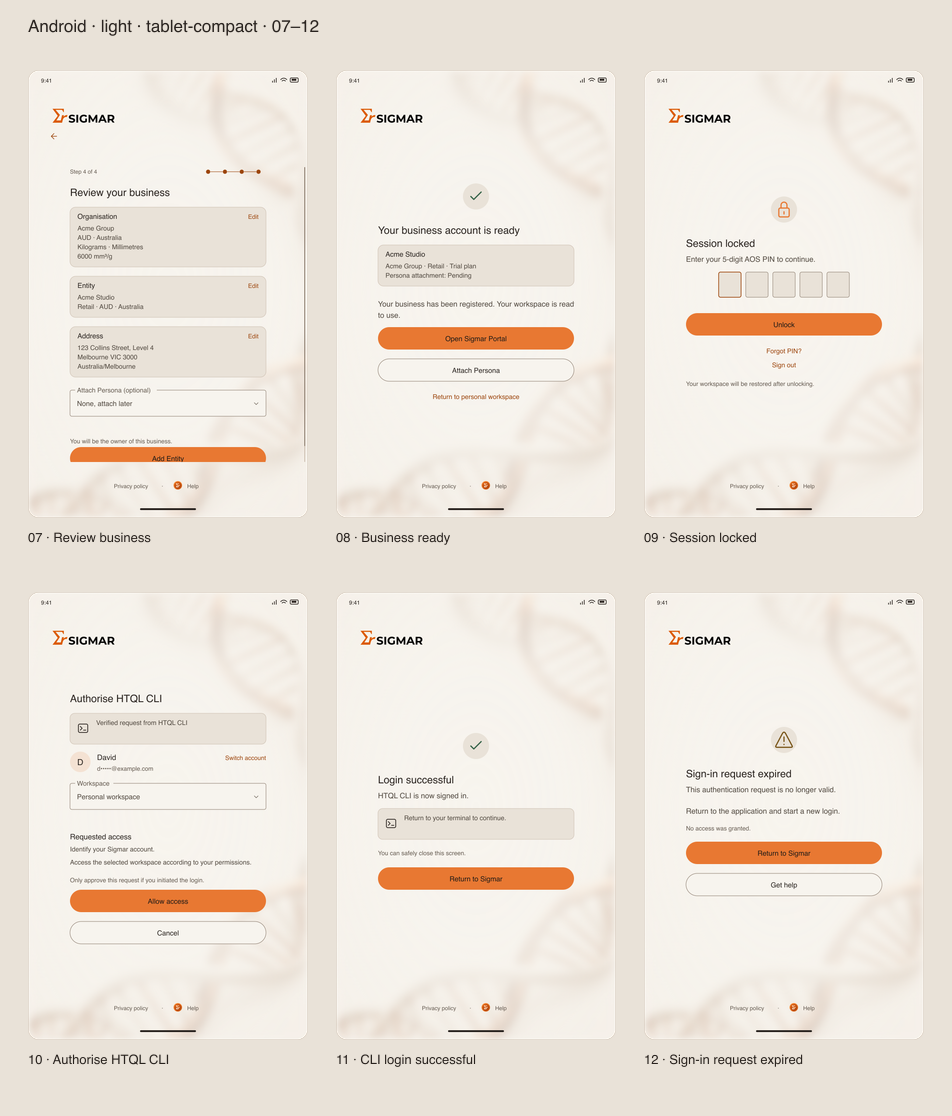 Android · light · tablet-compact · 07–12
9:41
SIGMAR
Step 4 of 4
Review your business
Organisation
Edit
Acme Group
AUD · Australia
Kilograms · Millimetres
6000 mm²/g
Entity
Edit
Acme Studio
Retail · AUD · Australia
Address
Edit
123 Collins Street, Level 4
Melbourne VIC 3000
Australia/Melbourne
Attach Persona (optional)
None, attach later
You will be the owner of this business.
Add Entity
Privacy policy · Help
07 · Review business
9:41
SIGMAR
Your business account is ready
Acme Studio
Acme Group · Retail · Trial plan
Persona attachment: Pending
Your business has been registered. Your workspace is read
to use.
Open Sigmar Portal
Attach Persona
Return to personal workspace
Privacy policy · Help
08 · Business ready
9:41
SIGMAR
Session locked
Enter your 5-digit AOS PIN to continue.
Unlock
Forgot PIN?
Sign out
Your workspace will be restored after unlocking.
Privacy policy · Help
09 · Session locked
9:41
SIGMAR
Authorise HTQL CLI
Verified request from HTQL CLI
D
David
d•••••@example.com
Switch account
Workspace
Personal workspace
Requested access
Identify your Sigmar account.
Access the selected workspace according to your permissions.
Only approve this request if you initiated the login.
Allow access
Cancel
Privacy policy · Help
10 · Authorise HTQL CLI
9:41
SIGMAR
Login successful
HTQL CLI is now signed in.
Return to your terminal to continue.
You can safely close this screen.
Return to Sigmar
Privacy policy · Help
11 · CLI login successful
9:41
SIGMAR
Sign-in request expired
This authentication request is no longer valid.
Return to the application and start a new login.
No access was granted.
Return to Sigmar
Get help
Privacy policy · Help
12 · Sign-in request expired